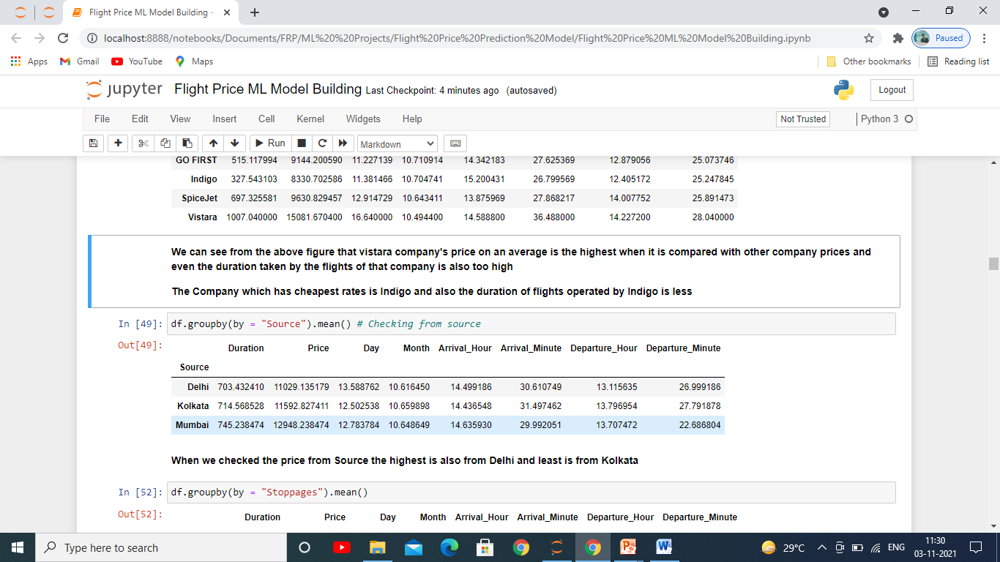 Flight Price ML Model Building -
localhost:8888/notebooks/Documents/FRP/ML%20%20Projects/Flight%20Price%20Prediction%20Model/Flight%20Price%20ML%20Model%20Building.ipynb
Paused
Apps Gmail YouTube Maps Other bookmarks Reading list
jupyter Flight Price ML Model Building Last Checkpoint: 4 minutes ago (autosaved) Logout
File Edit View Insert Cell Kernel Widgets Help Not Trusted Python 3
Run Markdown
GO FIRST 515.117994 9144.200590 11.227139 10.710914 14.342183 27.625369 12.879056 25.073746
Indigo 327.543103 8330.702586 11.381466 10.704741 15.200431 26.799569 12.405172 25.247845
SpiceJet 697.325581 9630.829457 12.914729 10.643411 13.875969 27.868217 14.007752 25.891473
Vistara 1007.040000 15081.670400 16.640000 10.494400 14.588800 36.488000 14.227200 28.040000
We can see from the above figure that vistara company's price on an average is the highest when it is compared with other company prices and
even the duration taken by the flights of that company is also too high
The Company which has cheapest rates is Indigo and also the duration of flights operated by Indigo is less
In [49]: df.groupby(by = "Source").mean() # Checking from source
Out[49]:
Duration Price Day Month Arrival_Hour Arrival_Minute Departure_Hour Departure_Minute
Source
Delhi 703.432410 11029.135179 13.588762 10.616450 14.499186 30.610749 13.115635 26.999186
Kolkata 714.568528 11592.827411 12.502538 10.659898 14.436548 31.497462 13.796954 27.791878
Mumbai 745.238474 12948.238474 12.783784 10.648649 14.635930 29.992051 13.707472 22.686804
When we checked the price from Source the highest is also from Delhi and least is from Kolkata
In [52]: df.groupby(by = "Stoppages").mean()
Out[52]:
Duration Price Day Month Arrival_Hour Arrival_Minute Departure_Hour Departure_Minute
Type here to search 29°C ENG 11:30
03-11-2021